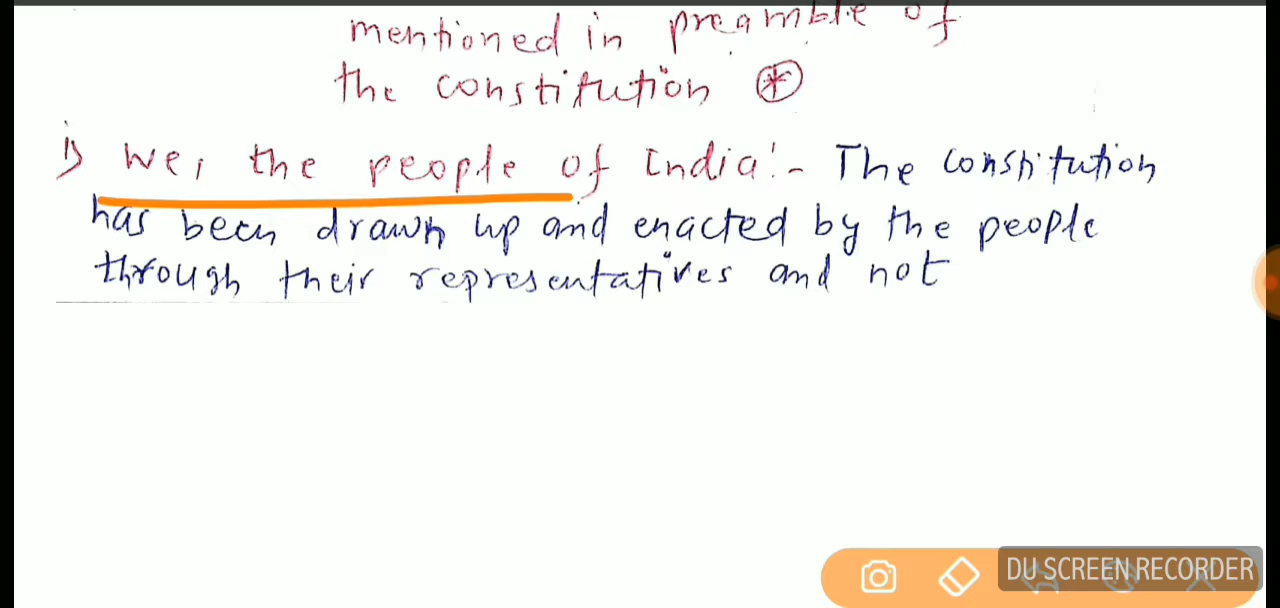 mentioned in preamble of
the constitution *
i) We, the people of India:- The constitution
has been drawn up and enacted by the people
through their representatives and not
DU SCREEN RECORDER